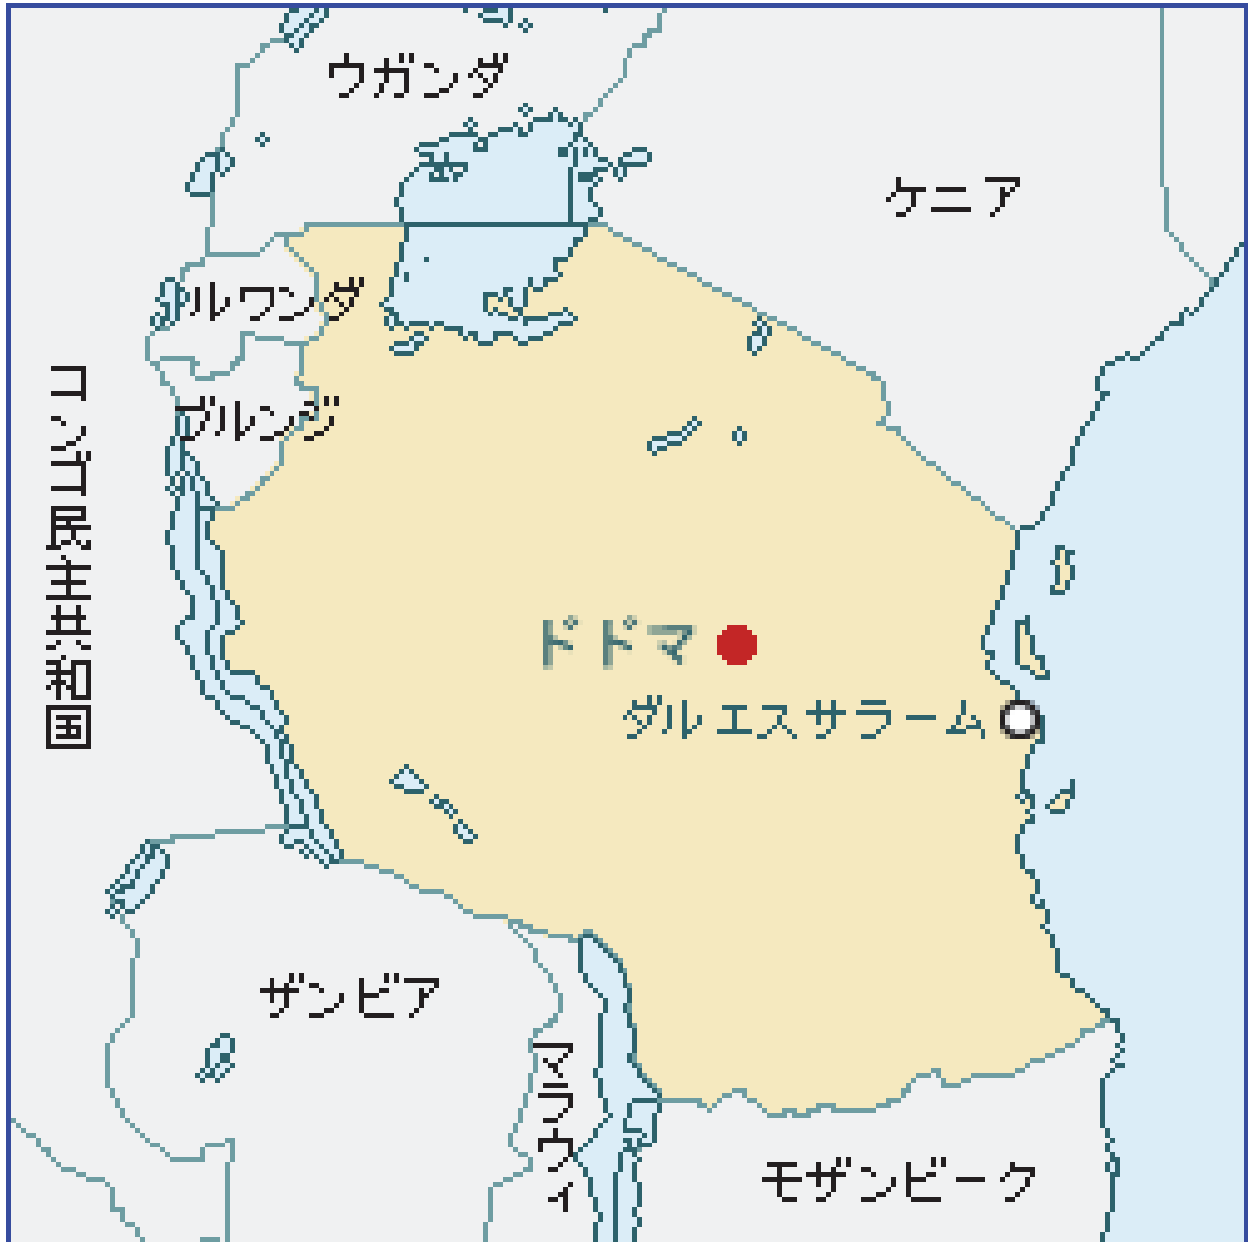 ウガンダ
ケニア
ルワンダ
ブルンジ
コンゴ民主共和国
ドドマ
ダルエスサラーム
ザンビア
マラウィ
モザンビーク